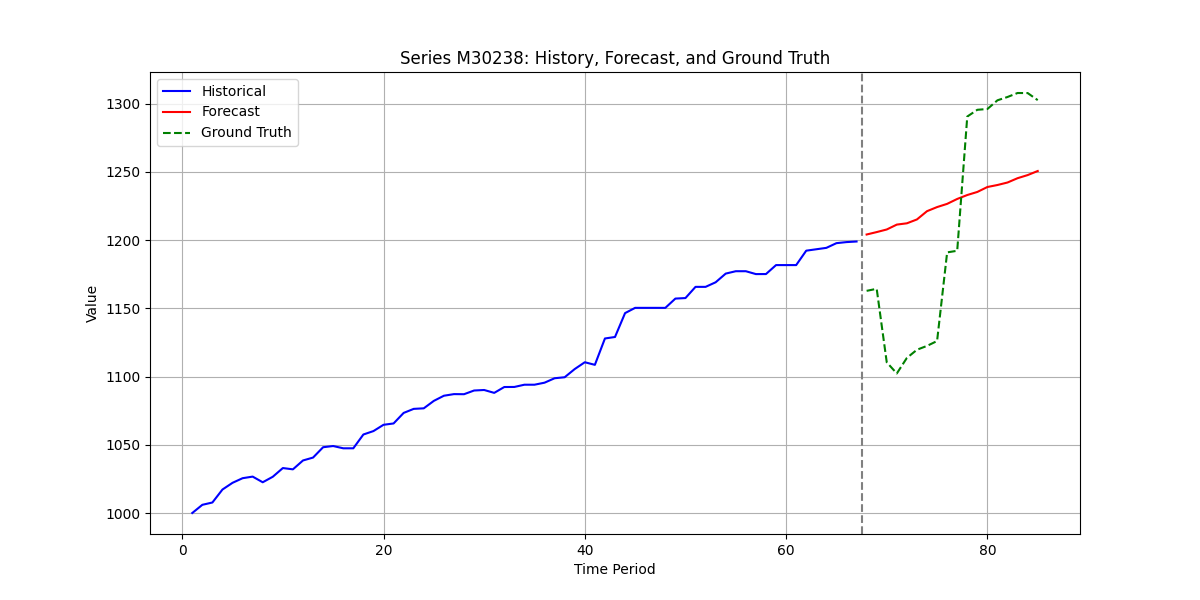 Series M30238: History, Forecast, and Ground Truth
Historical
Forecast
Ground Truth
Value
1300
1250
1200
1150
1100
1050
1000
0 20 40 60 80
Time Period